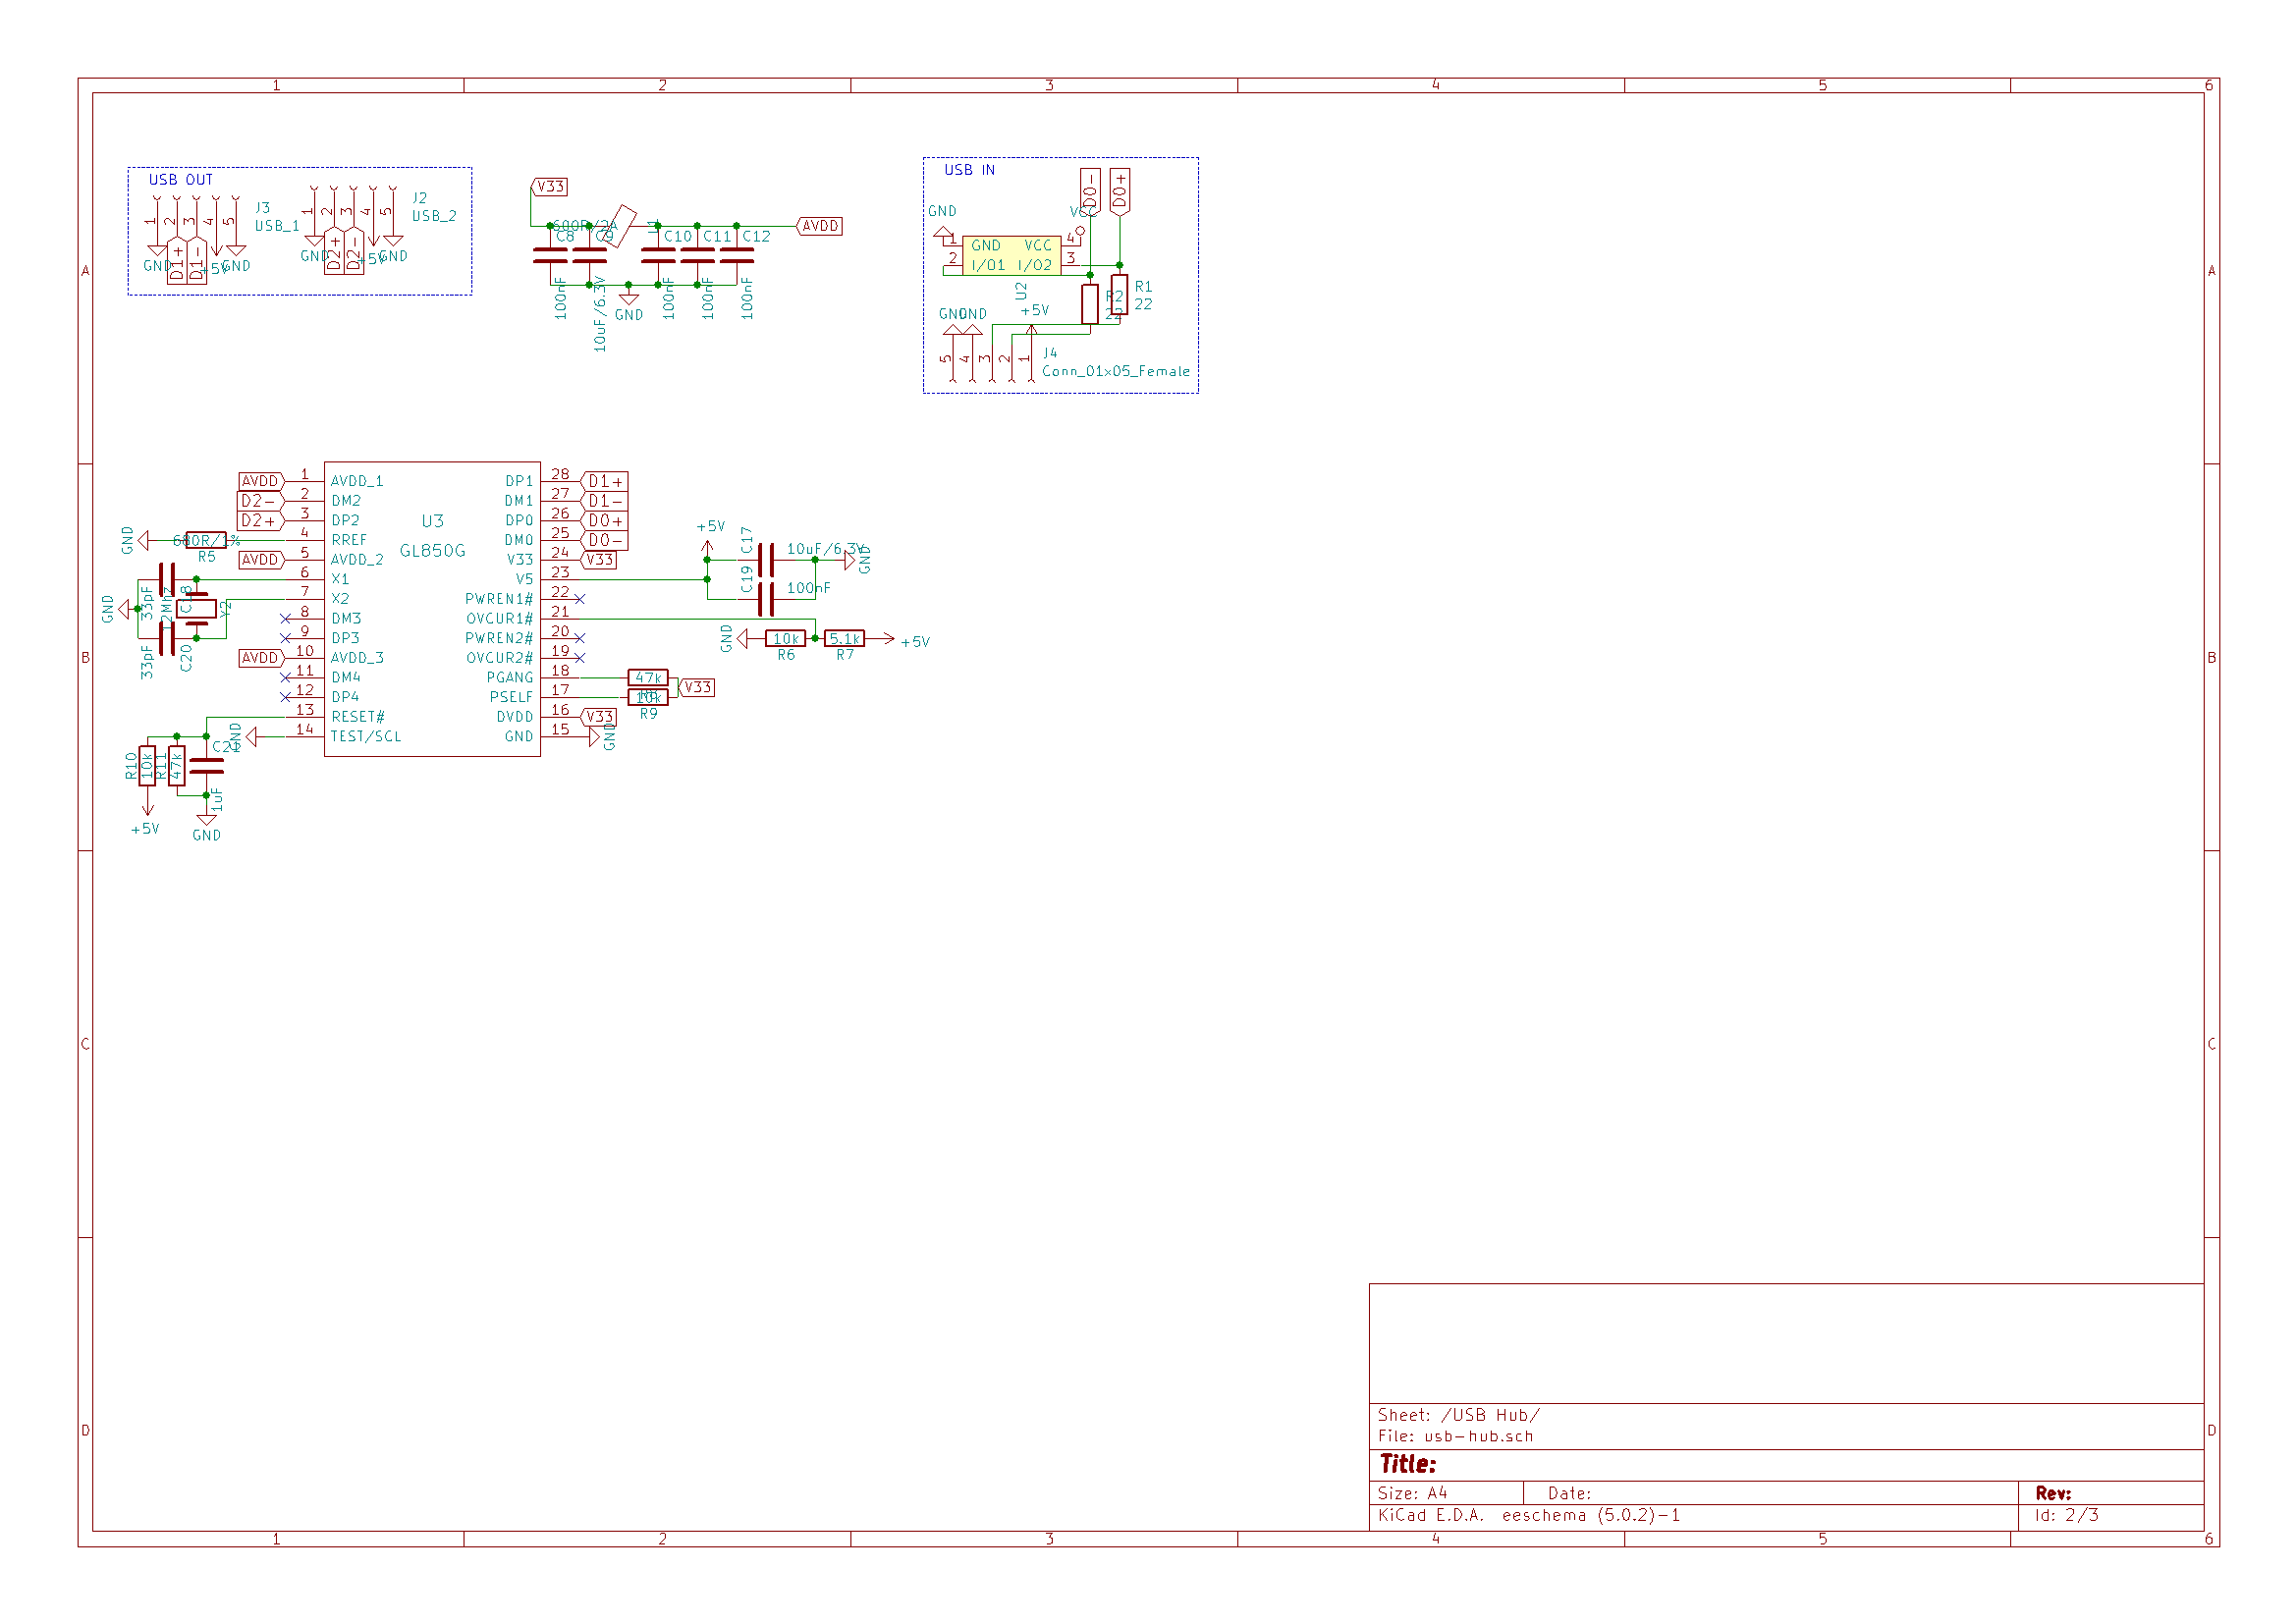 1 2 3 4 5 6
A
B
C
D
A
B
C
D
USB OUT
1 2 3 4 5
J3
USB_1
GND D1+ D1- +5V GND
1 2 3 4 5
J2
USB_2
GND D2+ D2- +5V GND
V33
600R/2A
AVDD
C8 C9 C10 C11 C12
100nF 10uF/6.3V GND 100nF 100nF 100nF
USB IN
D0- D0+
GND VCC
1 GND VCC 4
2 I/O1 I/O2 3
U2
R2
22
R1
22
GND GND +5V
5 4 3 2 1
J4
Conn_01x05_Female
U3
GL850G
AVDD 1 AVDD_1
D2- 2 DM2
D2+ 3 DP2
GND 680R/1% 4 RREF
R5
AVDD 5 AVDD_2
6 X1
7 X2
8 DM3
9 DP3
AVDD 10 AVDD_3
11 DM4
12 DP4
13 RESET#
GND 14 TEST/SCL
DP1 28 D1+
DM1 27 D1-
DP0 26 D0+
DM0 25 D0-
V33 24 V33
V5 23
PWREN1# 22
OVCUR1# 21
PWREN2# 20
OVCUR2# 19
PGANG 18
PSELF 17
DVDD 16 V33
GND 15 GND
GND
33pF 12Mhz C18 Y2
33pF C20
R10 10k R11 47k C21
1uF
+5V
GND
+5V
C17 10uF/6.3V GND
C19 100nF
GND 10k 5.1k +5V
R6 R7
47k
V33
10k
R9
Sheet: /USB Hub/
File: usb-hub.sch
Title:
Size: A4 Date: Rev:
KiCad E.D.A. eeschema (5.0.2)-1 Id: 2/3
1 2 3 4 5 6